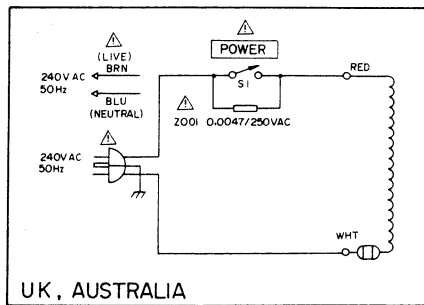 POWER
(LIVE)
BRN
240V AC
50Hz
BLU
(NEUTRAL)
S1
RED
Z001 0.0047/250VAC
240V AC
50Hz
WHT
UK, AUSTRALIA